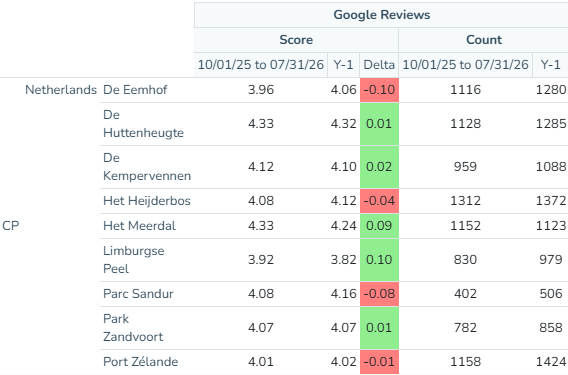 Google Reviews
Score Count
10/01/25 to 07/31/26 Y-1 Delta 10/01/25 to 07/31/26 Y-1
Netherlands De Eemhof 3.96 4.06 -0.10 1116 1280
De
Huttenheugte 4.33 4.32 0.01 1128 1285
De
Kempervennen 4.12 4.10 0.02 959 1088
Het Heijderbos 4.08 4.12 -0.04 1312 1372
CP Het Meerdal 4.33 4.24 0.09 1152 1123
Limburgse
Peel 3.92 3.82 0.10 830 979
Parc Sandur 4.08 4.16 -0.08 402 506
Park
Zandvoort 4.07 4.07 0.01 782 858
Port Zélande 4.01 4.02 -0.01 1158 1424